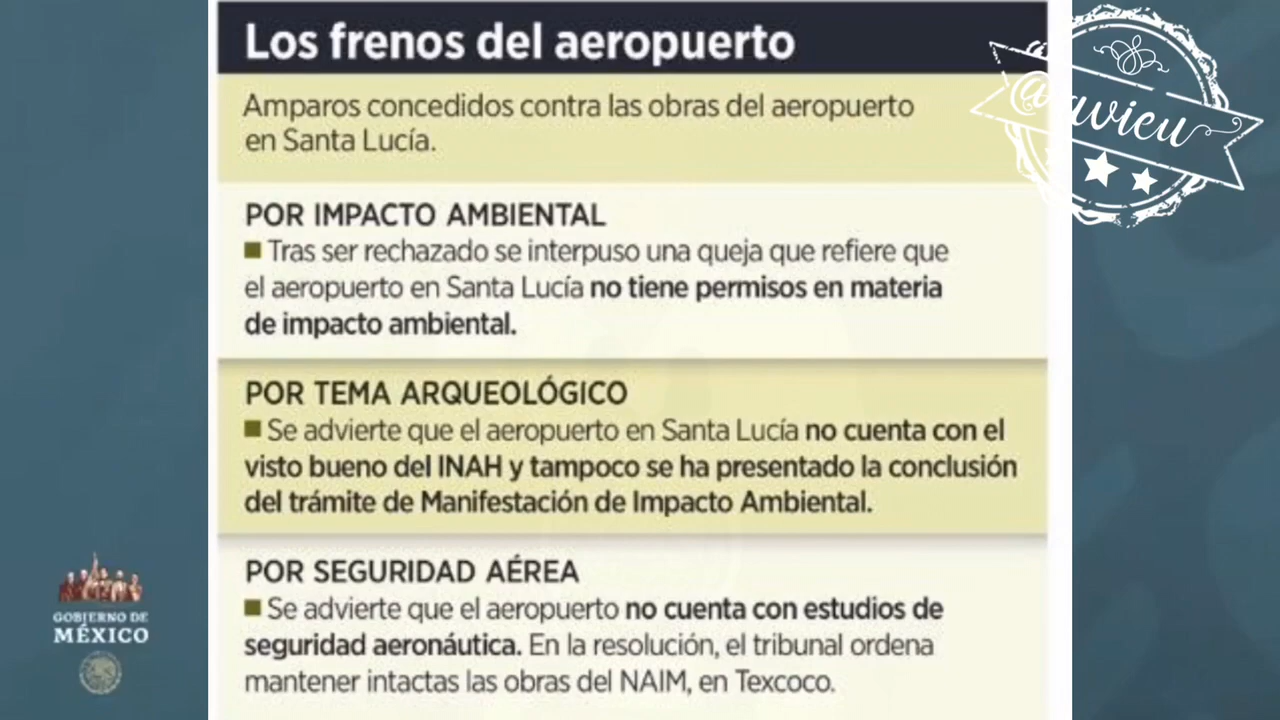 Los frenos del aeropuerto
Amparos concedidos contra las obras del aeropuerto
en Santa Lucía.
POR IMPACTO AMBIENTAL
■ Tras ser rechazado se interpuso una queja que refiere que
el aeropuerto en Santa Lucía no tiene permisos en materia
de impacto ambiental.
POR TEMA ARQUEOLÓGICO
■ Se advierte que el aeropuerto en Santa Lucía no cuenta con el
visto bueno del INAH y tampoco se ha presentado la conclusión
del trámite de Manifestación de Impacto Ambiental.
POR SEGURIDAD AÉREA
■ Se advierte que el aeropuerto no cuenta con estudios de
seguridad aeronáutica. En la resolución, el tribunal ordena
mantener intactas las obras del NAIM, en Texcoco.
GOBIERNO DE
MÉXICO